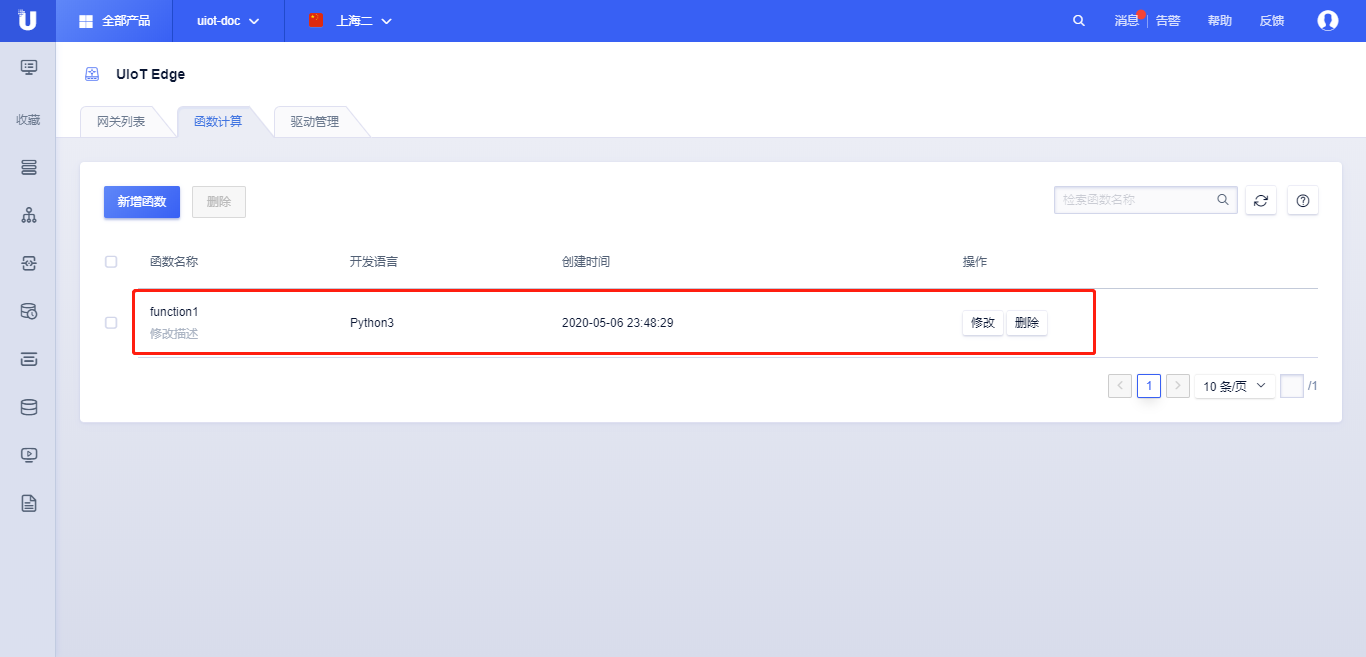 全部产品 uiot-doc 上海二 消息 告警 帮助 反馈
收藏
UIoT Edge
网关列表 函数计算 驱动管理
新增函数 删除 检索函数名称
函数名称 开发语言 创建时间 操作
function1
修改描述
Python3 2020-05-06 23:48:29 修改 删除
1 10 条/页 /1